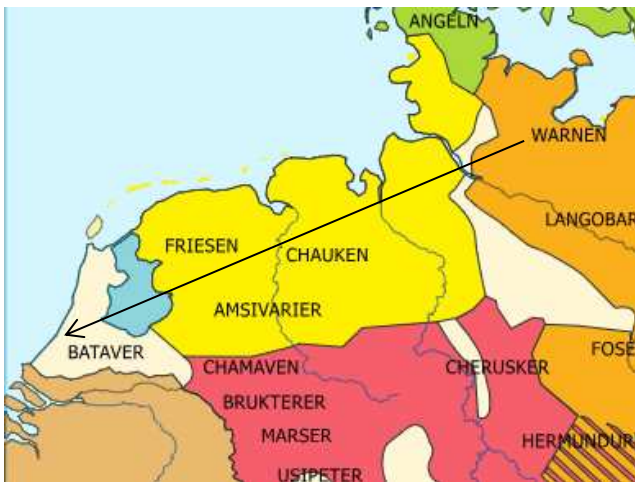 ANGELN
WARNEN
LANGOBAR
FRIESEN
CHAUKEN
AMSIVARIER
BATAVER
CHAMAVEN
CHERUSKER
FOSE
BRUKTERER
MARSER
HERMUNDUR
USIPETER